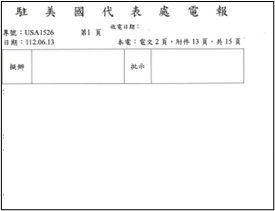 駐美國代表處電報
收電日期：
專號：USA1526 第1頁
日期：112.06.13 本電：電文2頁，附件13頁，共15頁
擬辦 批示